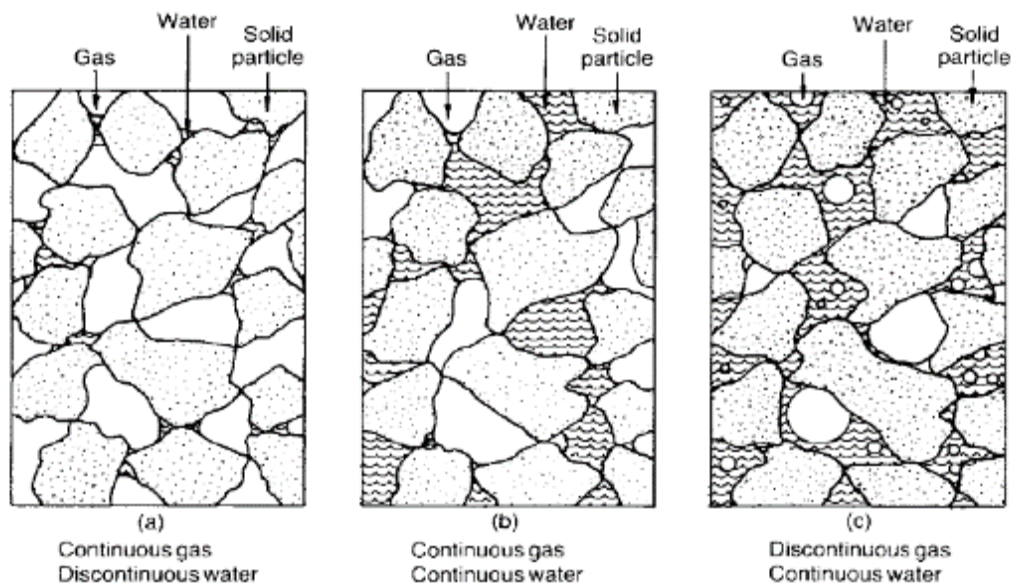 Water
Gas
Solid
particle
Water
Gas
Solid
particle
Water
Gas
Solid
particle
(a)
Continuous gas
Discontinuous water
(b)
Continuous gas
Continuous water
(c)
Discontinuous gas
Continuous water